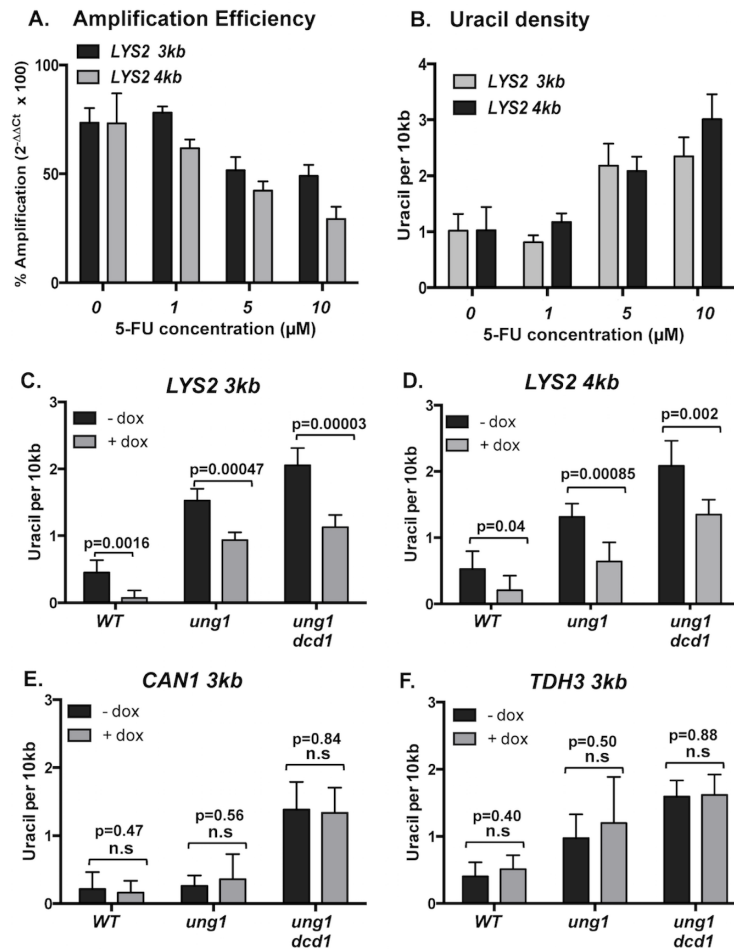 A. Amplification Efficiency
LYS2 3kb
LYS2 4kb
% Amplification (2^-ΔΔCt x 100)
100
50
0
0 1 5 10
5-FU concentration (µM)
B. Uracil density
LYS2 3kb
LYS2 4kb
Uracil per 10kb
4
3
2
1
0
0 1 5 10
5-FU concentration (µM)
C. LYS2 3kb
- dox
+ dox
Uracil per 10kb
3
2
1
0
p=0.0016
p=0.00047
p=0.00003
WT ung1 ung1
dcd1
D. LYS2 4kb
- dox
+ dox
Uracil per 10kb
3
2
1
0
p=0.04
p=0.00085
p=0.002
WT ung1 ung1
dcd1
E. CAN1 3kb
- dox
+ dox
Uracil per 10kb
3
2
1
0
p=0.47
n.s
p=0.56
n.s
p=0.84
n.s
WT ung1 ung1
dcd1
F. TDH3 3kb
- dox
+ dox
Uracil per 10kb
3
2
1
0
p=0.40
n.s
p=0.50
n.s
p=0.88
n.s
WT ung1 ung1
dcd1